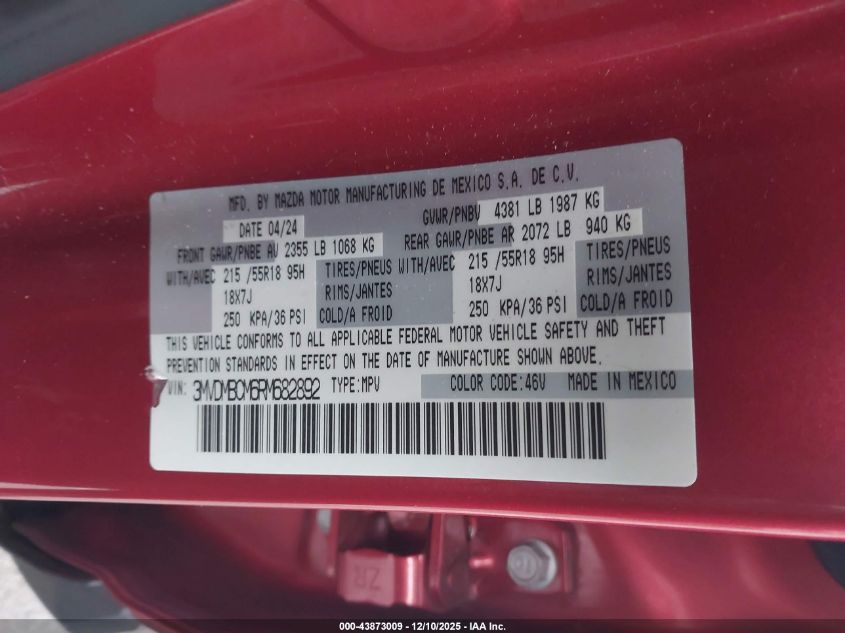 MFD. BY MAZDA MOTOR MANUFACTURING DE MEXICO S.A. DE C.V.
DATE 04/24 GVWR/PNBV 4381 LB 1987 KG
FRONT GAWR/PNBE AV 2355 LB 1068 KG REAR GAWR/PNBE AR 2072 LB 940 KG
WITH/AVEC 215 /55R18 95H TIRES/PNEUS WITH/AVEC 215 /55R18 95H TIRES/PNEUS
18X7J RIMS/JANTES 18X7J RIMS/JANTES
250 KPA/36 PSI COLD/A FROID 250 KPA/36 PSI COLD/A FROID
THIS VEHICLE CONFORMS TO ALL APPLICABLE FEDERAL MOTOR VEHICLE SAFETY AND THEFT
PREVENTION STANDARDS IN EFFECT ON THE DATE OF MANUFACTURE SHOWN ABOVE.
VIN: 3MVDMBCM6RM682892 TYPE:MPV COLOR CODE:46V MADE IN MEXICO
ZR
000-43873009 - 12/10/2025 - IAA Inc.